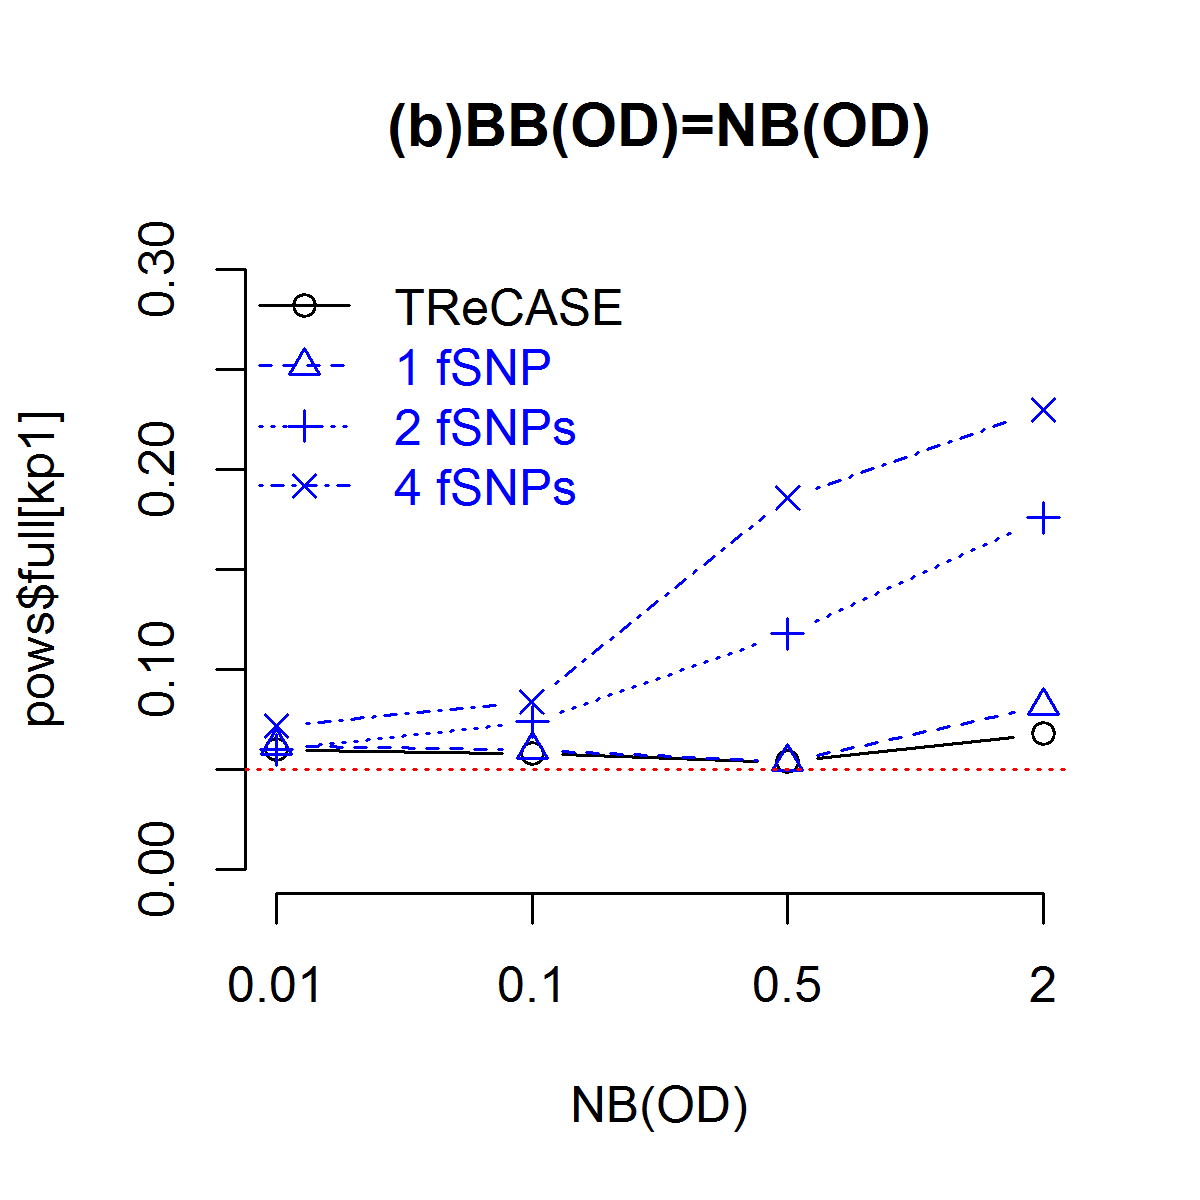 (b)BB(OD)=NB(OD)
pows$full[kp1]
0.30
0.20
0.10
0.00
TReCASE
1 fSNP
2 fSNPs
4 fSNPs
0.01 0.1 0.5 2
NB(OD)